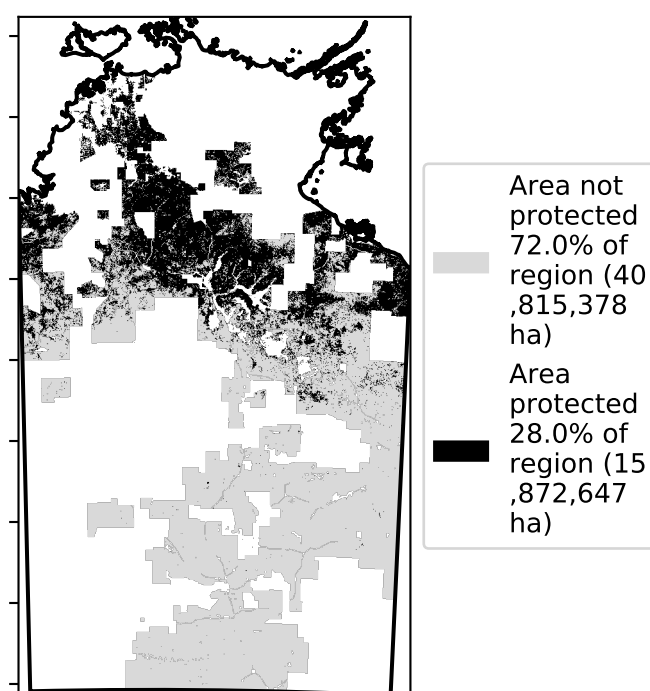 Area not
protected
72.0% of
region (40
,815,378
ha)
Area
protected
28.0% of
region (15
,872,647
ha)